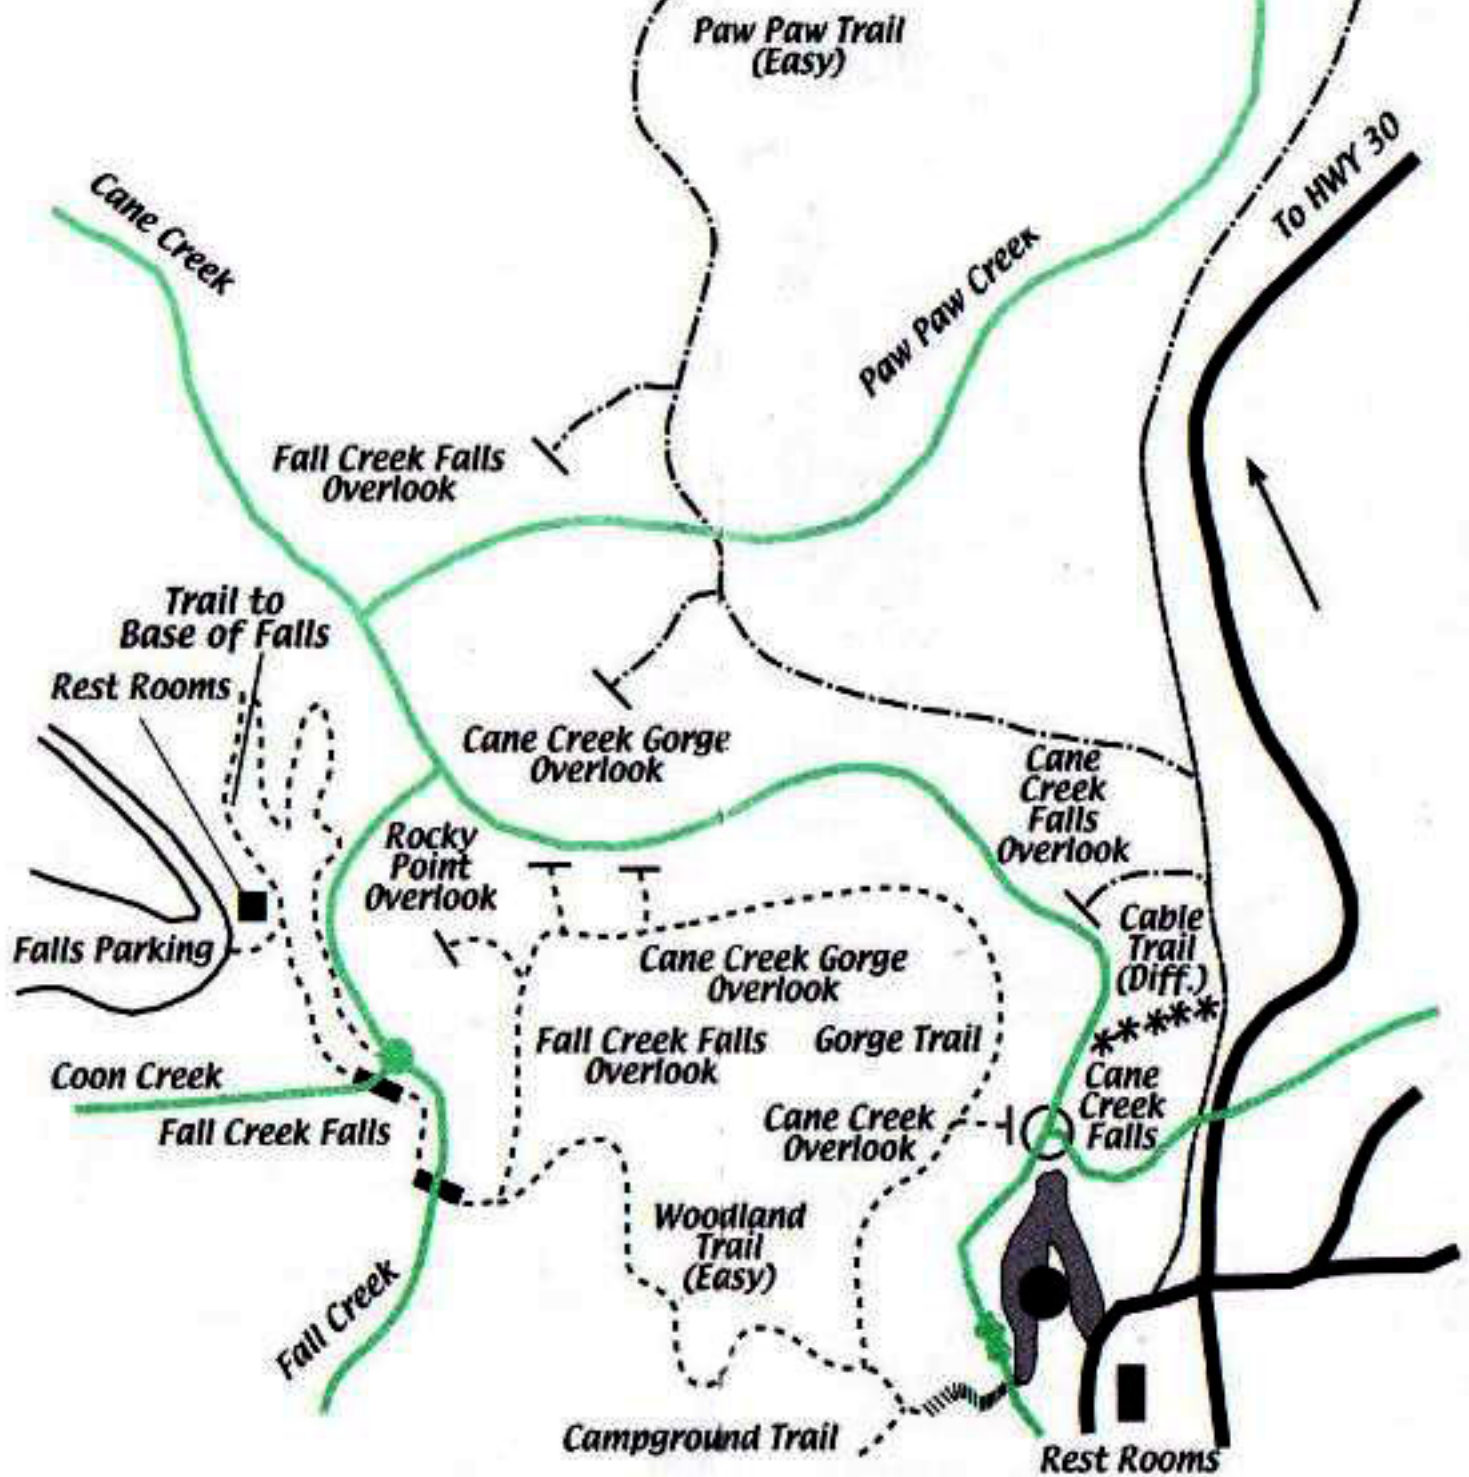 Paw Paw Trail
(Easy)
To HWY 30
Cane Creek
Paw Paw Creek
Fall Creek Falls
Overlook
Trail to
Base of Falls
Rest Rooms
Cane Creek Gorge
Overlook
Cane
Creek
Falls
Overlook
Rocky
Point
Overlook
Cable
Trail
(Diff.)
Falls Parking
Cane Creek Gorge
Overlook
Fall Creek Falls
Overlook
Gorge Trail
Coon Creek
Cane
Creek
Falls
Fall Creek Falls
Cane Creek
Overlook
Woodland
Trail
(Easy)
Fall Creek
Campground Trail
Rest Rooms